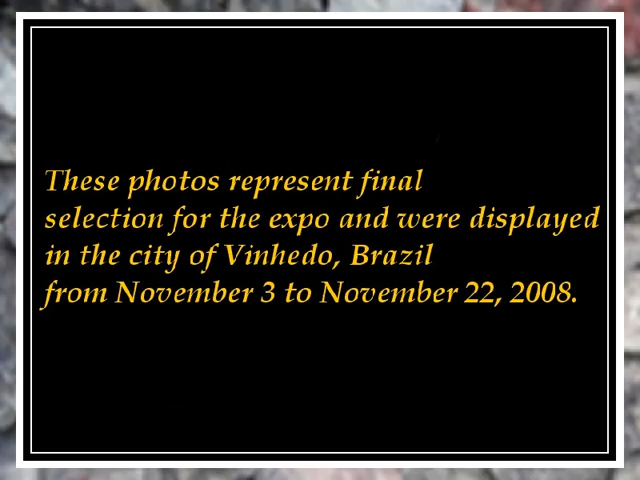 These photos represent final
selection for the expo and were displayed
in the city of Vinhedo, Brazil
from November 3 to November 22, 2008.